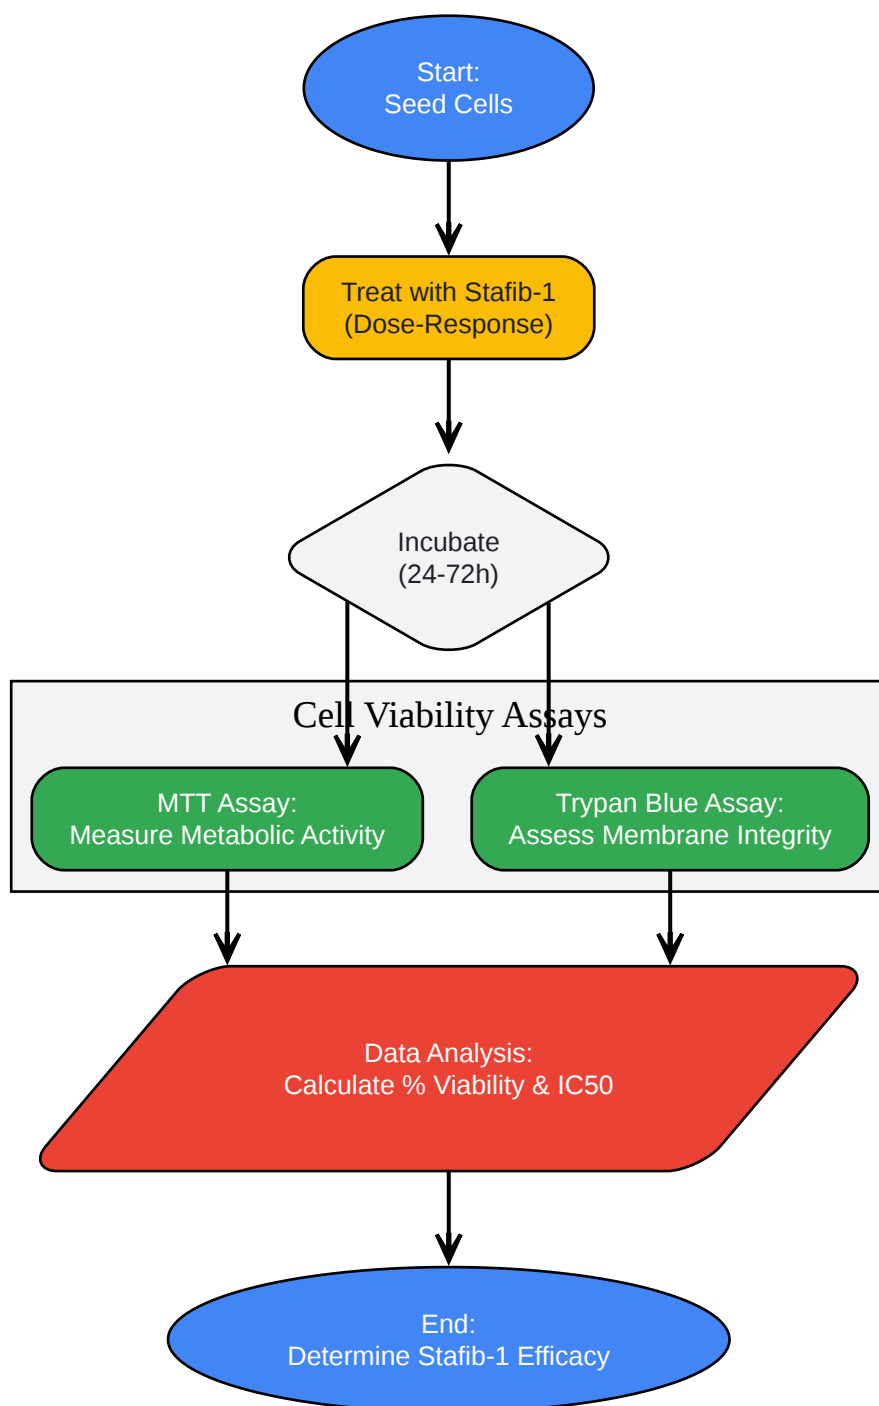 Start:
Seed Cells
Treat with Stafib-1
(Dose-Response)
Incubate
(24-72h)
Cell Viability Assays
MTT Assay:
Measure Metabolic Activity
Trypan Blue Assay:
Assess Membrane Integrity
Data Analysis:
Calculate % Viability & IC50
End:
Determine Stafib-1 Efficacy